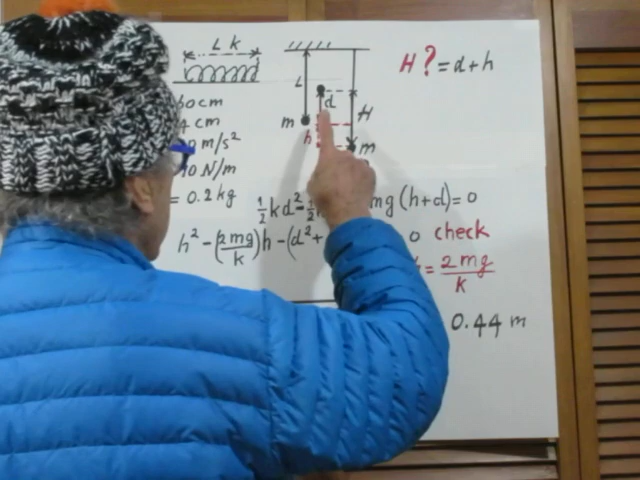 L k
H ? = d + h
L
d
H
60 cm
m
4 cm
h
m
m/s²
10 N/m
= 0.2 kg
½kd² - ½
mg (h+d) = 0
h² - (2mg/k)h - (d² +
0 check
= 2mg/k
0.44 m